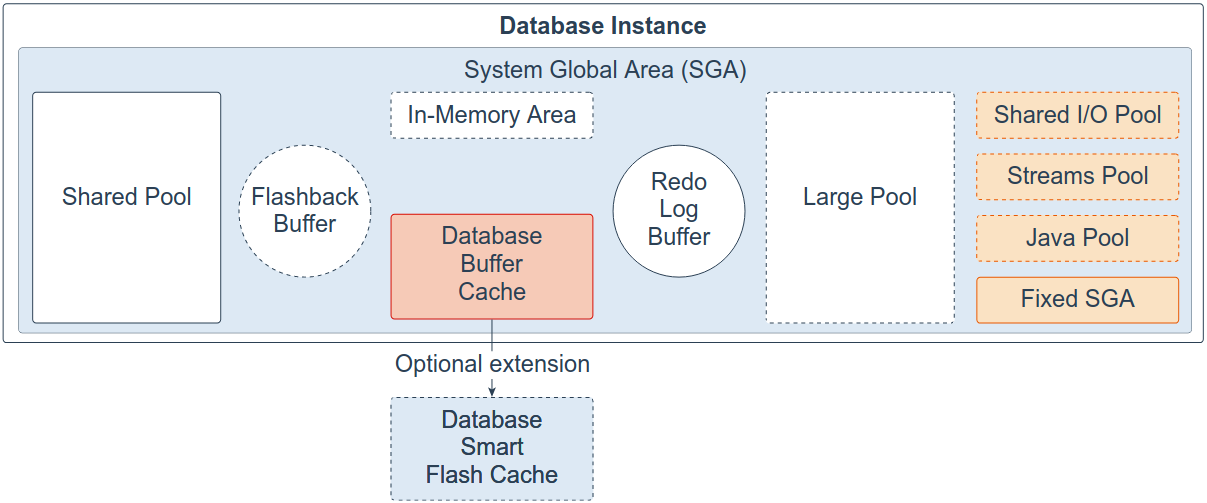 Database Instance
System Global Area (SGA)
Shared Pool
Flashback
Buffer
In-Memory Area
Database
Buffer
Cache
Redo
Log
Buffer
Large Pool
Shared I/O Pool
Streams Pool
Java Pool
Fixed SGA
Optional extension
Database
Smart
Flash Cache